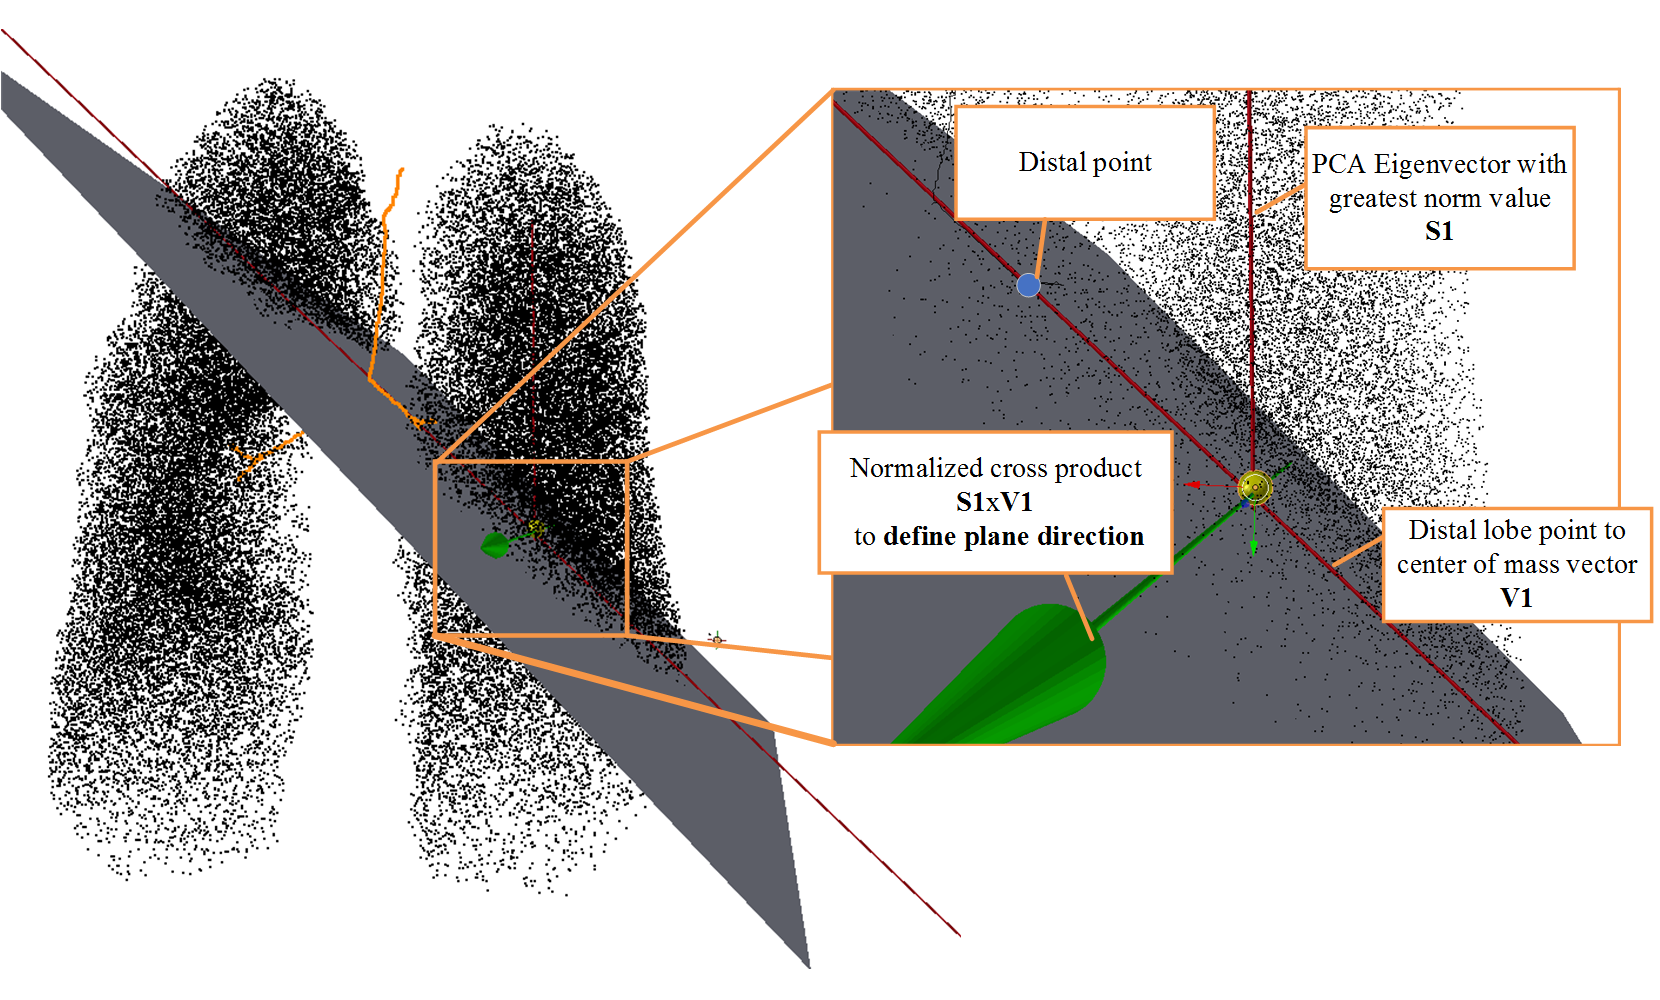 Distal point
PCA Eigenvector with
greatest norm value
S1
Normalized cross product
S1xV1
to define plane direction
Distal lobe point to
center of mass vector
V1